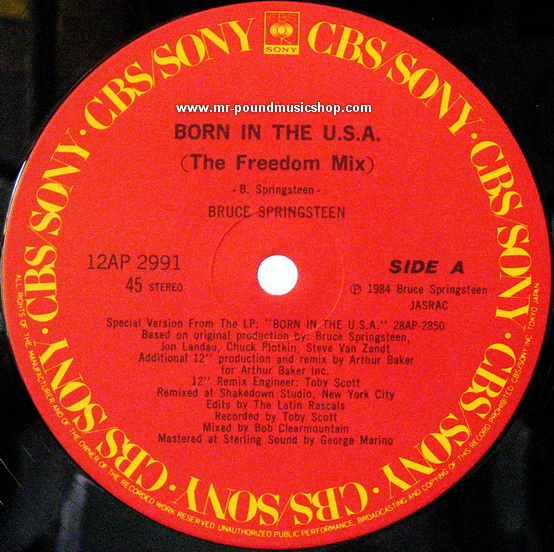 CBS/SONY · CBS/SONY · CBS/SONY · CBS/SONY · CBS/SONY · CBS/SONY · CBS/SONY · CBS/SONY
CBS
SONY
www.mr-poundmusicshop.com
BORN IN THE U.S.A.
(The Freedom Mix)
- B. Springsteen -
BRUCE SPRINGSTEEN
12AP 2991
45 STEREO
SIDE A
Ⓟ 1984 Bruce Springsteen
JASRAC
Special Version From The LP: "BORN IN THE U.S.A." 28AP-2850
Based on original production by: Bruce Springsteen,
Jon Landau, Chuck Plotkin, Steve Van Zandt
Additional 12" production and remix by Arthur Baker
for Arthur Baker Inc.
12" Remix Engineer: Toby Scott
Remixed at Shakedown Studio, New York City
Edits by The Latin Rascals
Recorded by Toby Scott
Mixed by Bob Clearmountain
Mastered at Sterling Sound by George Marino
ALL RIGHTS OF THE MANUFACTURER AND OF THE OWNER OF THE RECORDED WORK RESERVED UNAUTHORIZED PUBLIC PERFORMANCE, BROADCASTING AND COPYING OF THIS RECORD PROHIBITED. CBS/SONY INC. TOKYO JAPAN